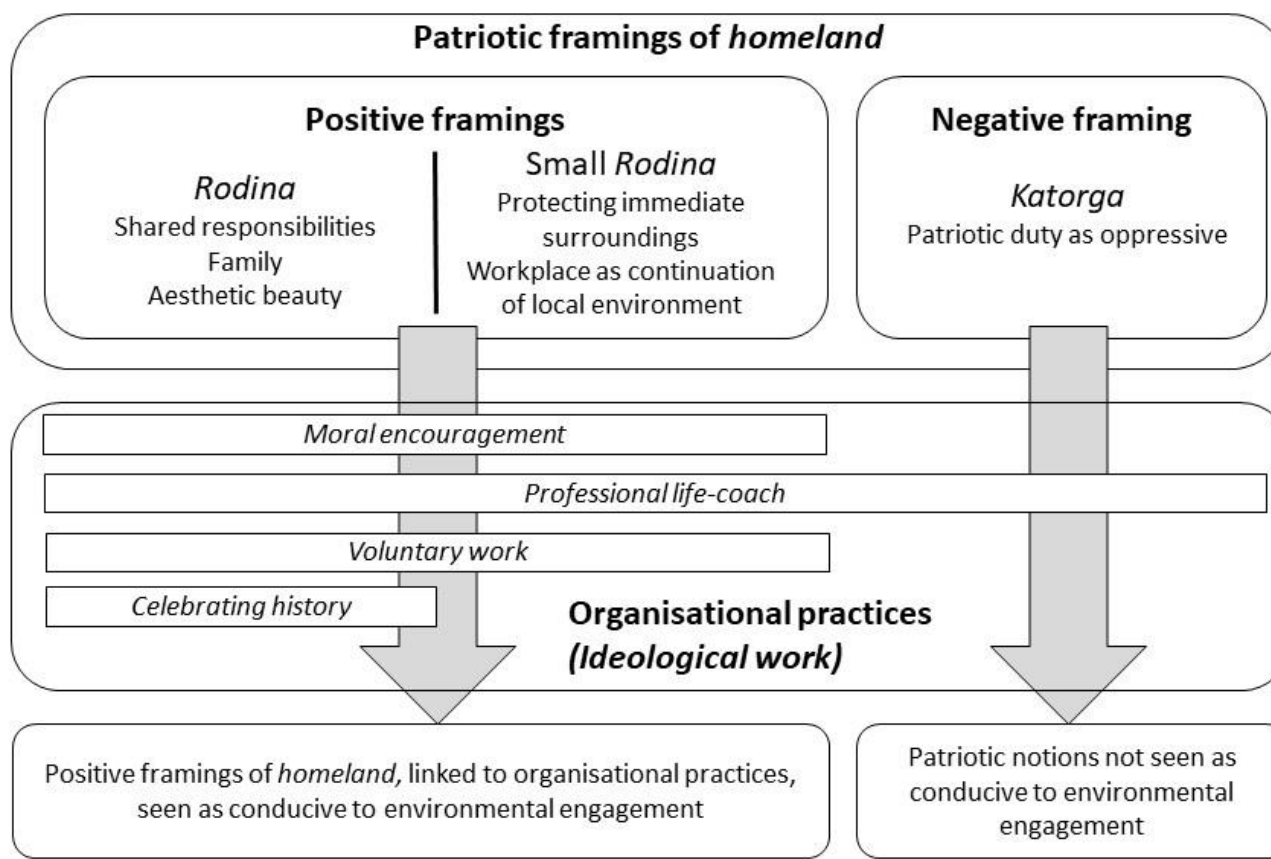 Patriotic framings of homeland
Positive framings
Rodina
Shared responsibilities
Family
Aesthetic beauty
Small Rodina
Protecting immediate
surroundings
Workplace as continuation
of local environment
Negative framing
Katorga
Patriotic duty as oppressive
Moral encouragement
Professional life-coach
Voluntary work
Celebrating history
Organisational practices
(Ideological work)
Positive framings of homeland, linked to organisational practices,
seen as conducive to environmental engagement
Patriotic notions not seen as
conducive to environmental
engagement